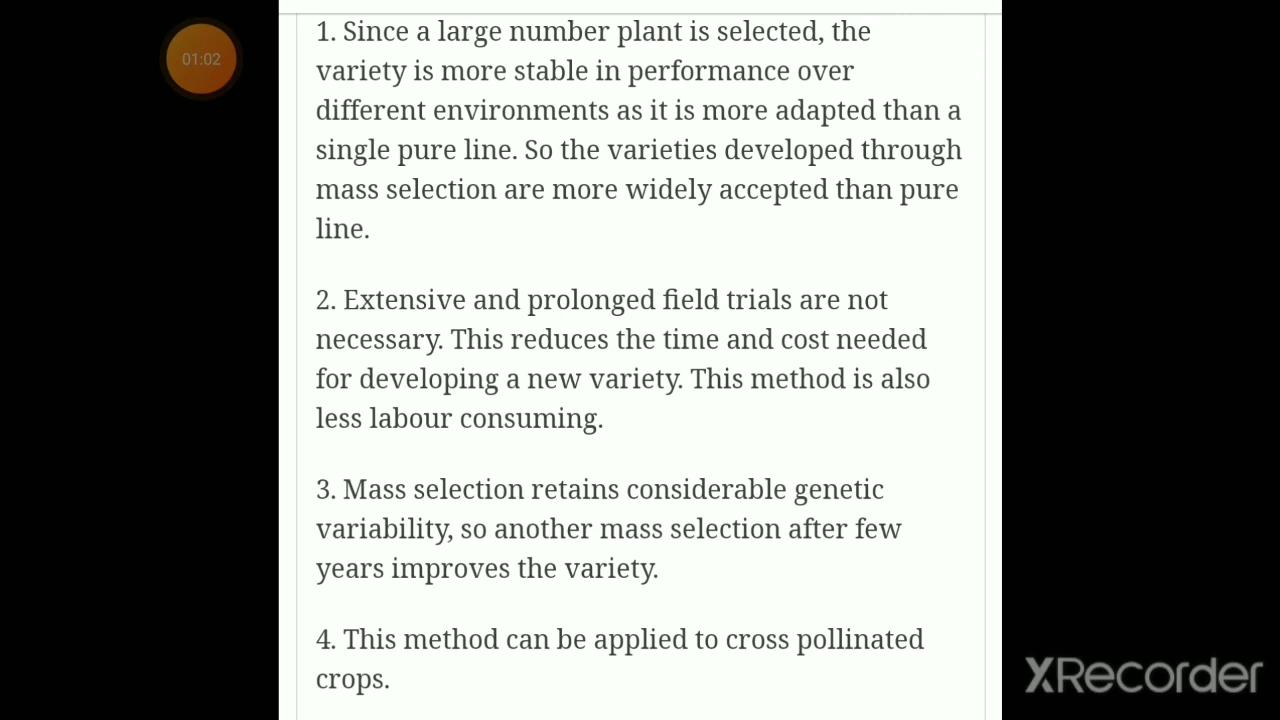 01:02
1. Since a large number plant is selected, the
variety is more stable in performance over
different environments as it is more adapted than a
single pure line. So the varieties developed through
mass selection are more widely accepted than pure
line.
2. Extensive and prolonged field trials are not
necessary. This reduces the time and cost needed
for developing a new variety. This method is also
less labour consuming.
3. Mass selection retains considerable genetic
variability, so another mass selection after few
years improves the variety.
4. This method can be applied to cross pollinated
crops.
XRecorder